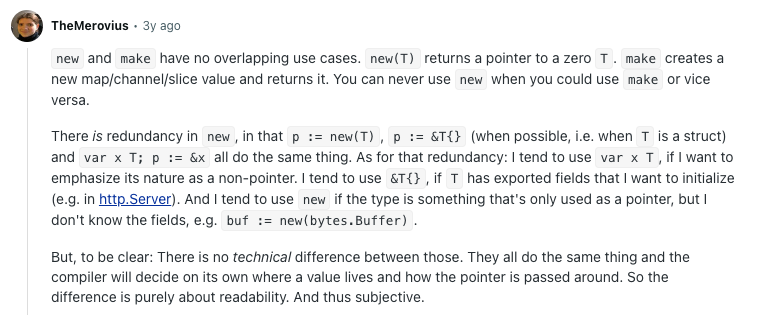 TheMerovius • 3y ago
new and make have no overlapping use cases. new(T) returns a pointer to a zero T. make creates a
new map/channel/slice value and returns it. You can never use new when you could use make or vice
versa.
There is redundancy in new, in that p := new(T), p := &T{} (when possible, i.e. when T is a struct)
and var x T; p := &x all do the same thing. As for that redundancy: I tend to use var x T, if I want to
emphasize its nature as a non-pointer. I tend to use &T{}, if T has exported fields that I want to initialize
(e.g. in http.Server). And I tend to use new if the type is something that's only used as a pointer, but I
don't know the fields, e.g. buf := new(bytes.Buffer).
But, to be clear: There is no technical difference between those. They all do the same thing and the
compiler will decide on its own where a value lives and how the pointer is passed around. So the
difference is purely about readability. And thus subjective.